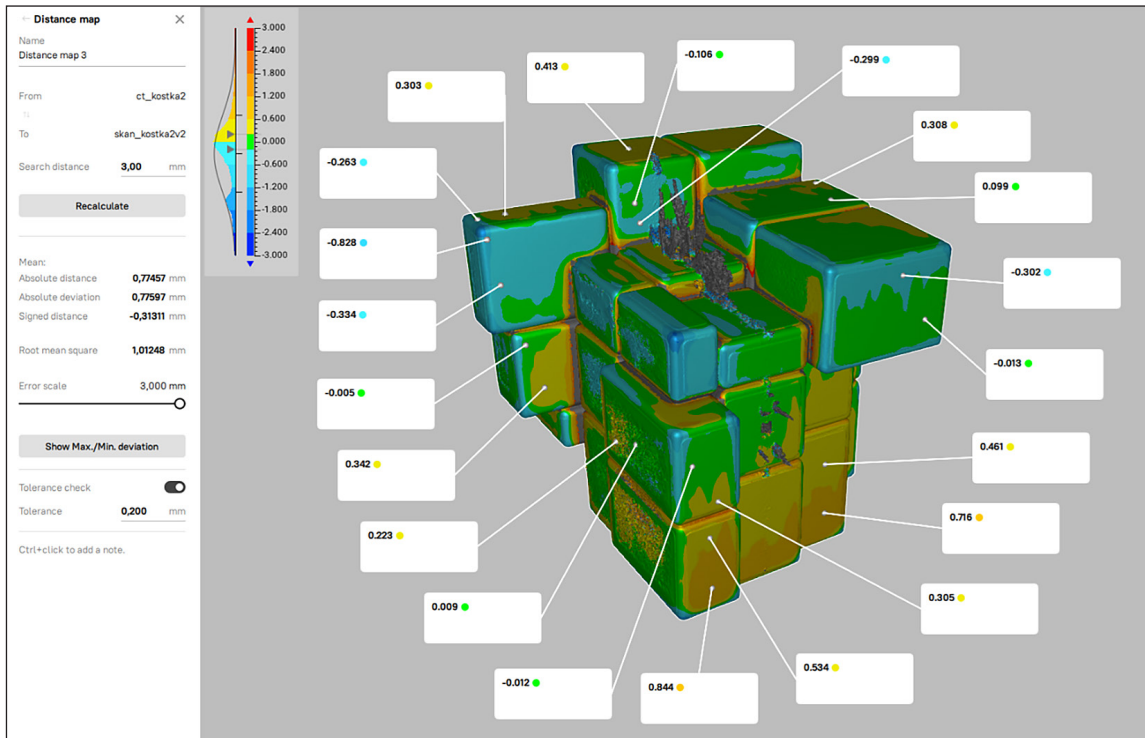 Distance map
Name
Distance map 3
From ct_kostka2
To skan_kostka2v2
Search distance 3,00 mm
Recalculate
Mean:
Absolute distance 0,77457 mm
Absolute deviation 0,77597 mm
Signed distance -0,31311 mm
Root mean square 1,01248 mm
Error scale 3,000 mm
Show Max./Min. deviation
Tolerance check
Tolerance 0,200 mm
Ctrl+click to add a note.
3.000
2.400
1.800
1.200
0.600
0.000
-0.600
-1.200
-1.800
-2.400
-3.000
-0.106
0.413
-0.299
0.303
0.308
-0.263
0.099
-0.828
-0.302
-0.334
-0.013
-0.005
0.461
0.342
0.716
0.223
0.305
0.009
0.534
-0.012
0.844